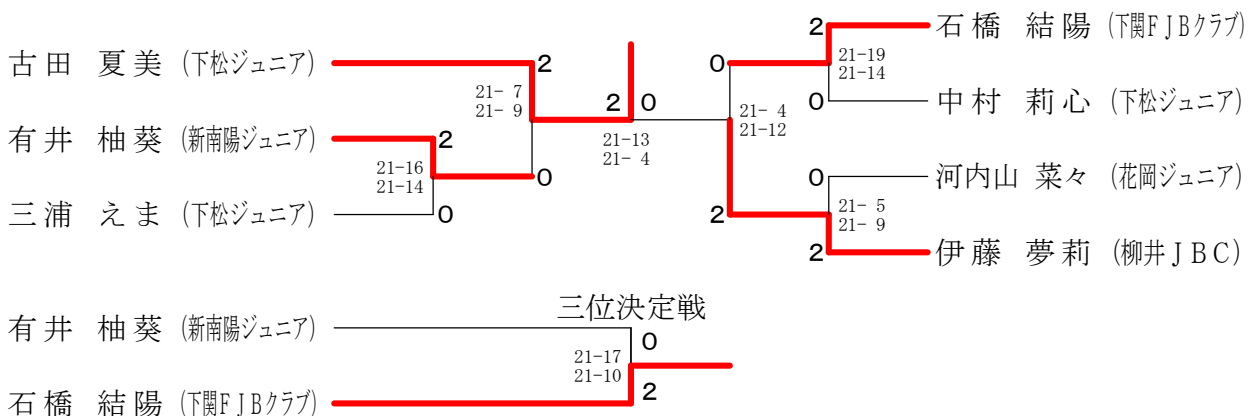 2 石橋 結陽 (下関FJBクラブ)
古田 夏美 (下松ジュニア) 2 0 21-19
21-14
21- 7
21- 9 2 0 21- 4
21-12 0 中村 莉心 (下松ジュニア)
有井 柚葵 (新南陽ジュニア) 2 21-13
21- 4
21-16
21-14 0 0 河内山 菜々 (花岡ジュニア)
三浦 えま (下松ジュニア) 0 2 21- 5
21- 9
2 伊藤 夢莉 (柳井JBC)
三位決定戦
有井 柚葵 (新南陽ジュニア) 0
21-17
21-10
石橋 結陽 (下関FJBクラブ) 2